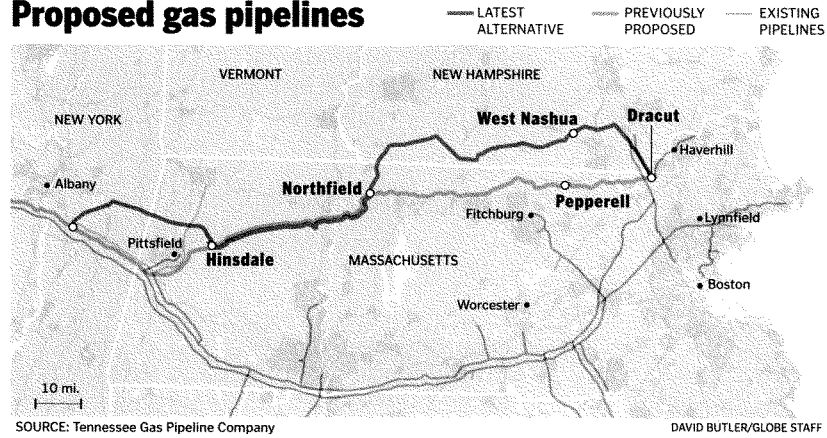 Proposed gas pipelines
LATEST
ALTERNATIVE
PREVIOUSLY
PROPOSED
EXISTING
PIPELINES
VERMONT
NEW HAMPSHIRE
NEW YORK
West Nashua
Dracut
Haverhill
Albany
Northfield
Pepperell
Fitchburg
Lynnfield
Pittsfield
Hinsdale
MASSACHUSETTS
Boston
Worcester
10 mi.
SOURCE: Tennessee Gas Pipeline Company
DAVID BUTLER/GLOBE STAFF